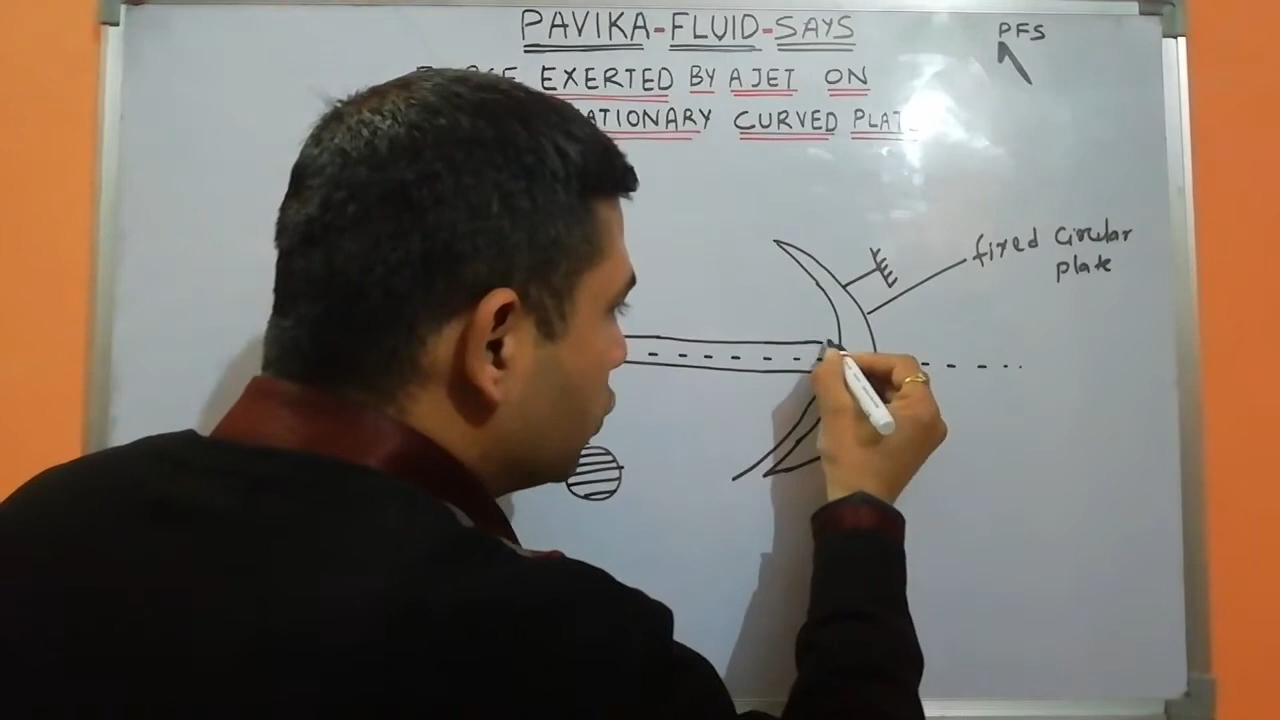 PAVIKA-FLUID-SAYS
PFS
EXERTED BY A JET ON
CURVED
fixed Circular
plate